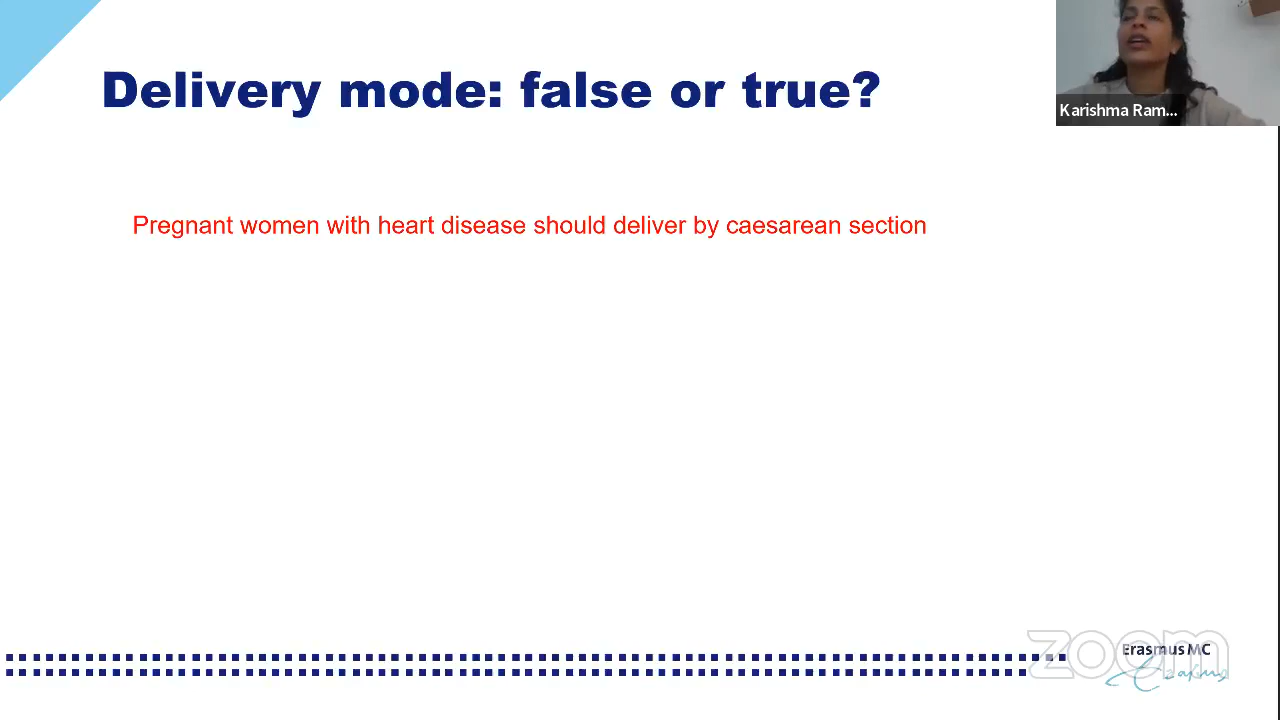 Delivery mode: false or true?
Karishma Ram...
Pregnant women with heart disease should deliver by caesarean section
zoom
Erasmus MC
Erasmus